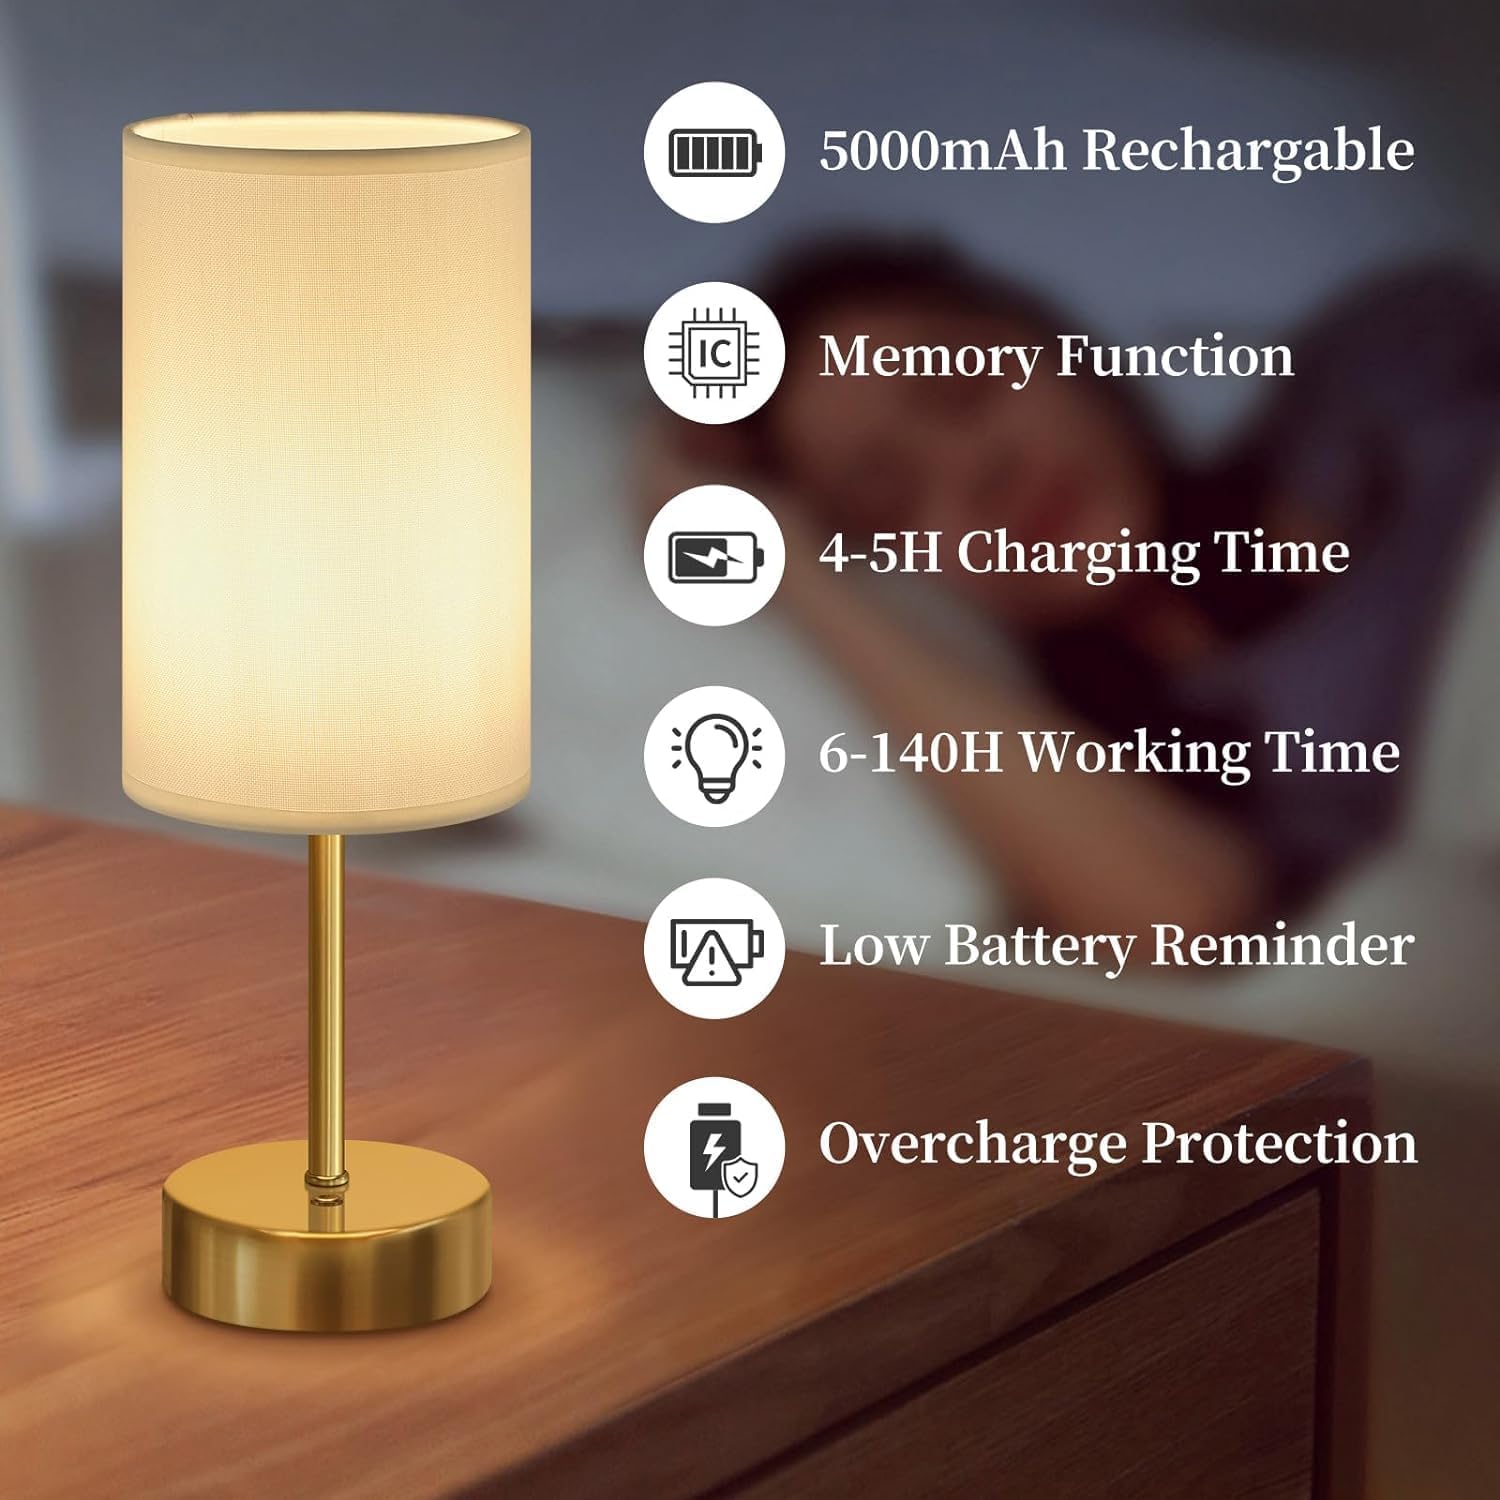 5000mAh Rechargable
IC
Memory Function
4-5H Charging Time
6-140H Working Time
Low Battery Reminder
Overcharge Protection